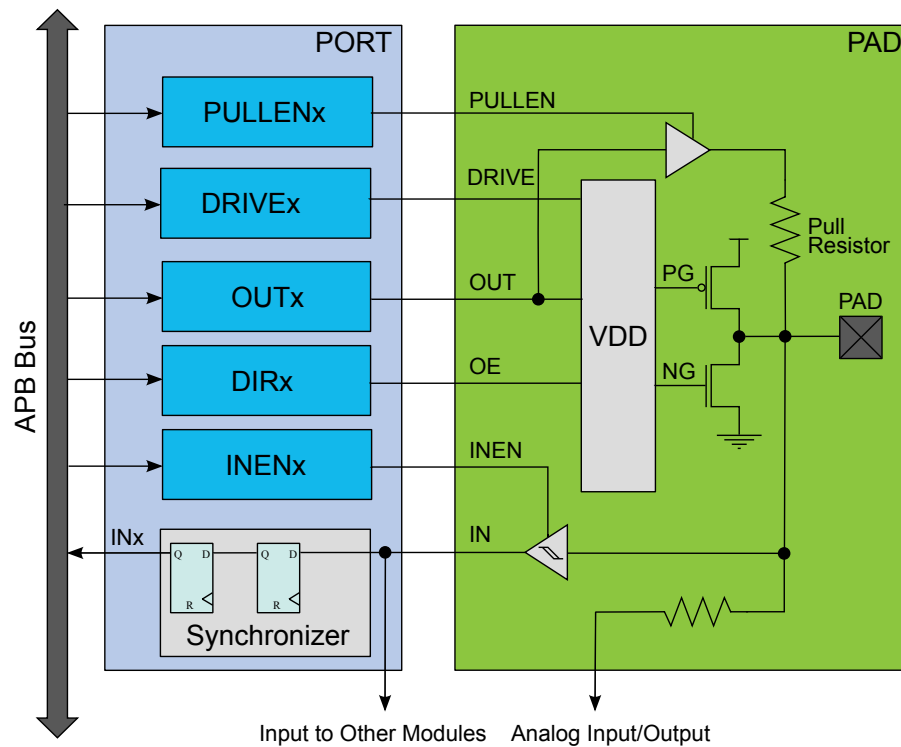 PORT
PAD
APB Bus
PULLENx
PULLEN
DRIVEx
DRIVE
Pull
Resistor
OUTx
OUT
PG
PAD
VDD
DIRx
OE
NG
INENx
INEN
INx
Q D
R
Q D
R
IN
Synchronizer
Input to Other Modules
Analog Input/Output